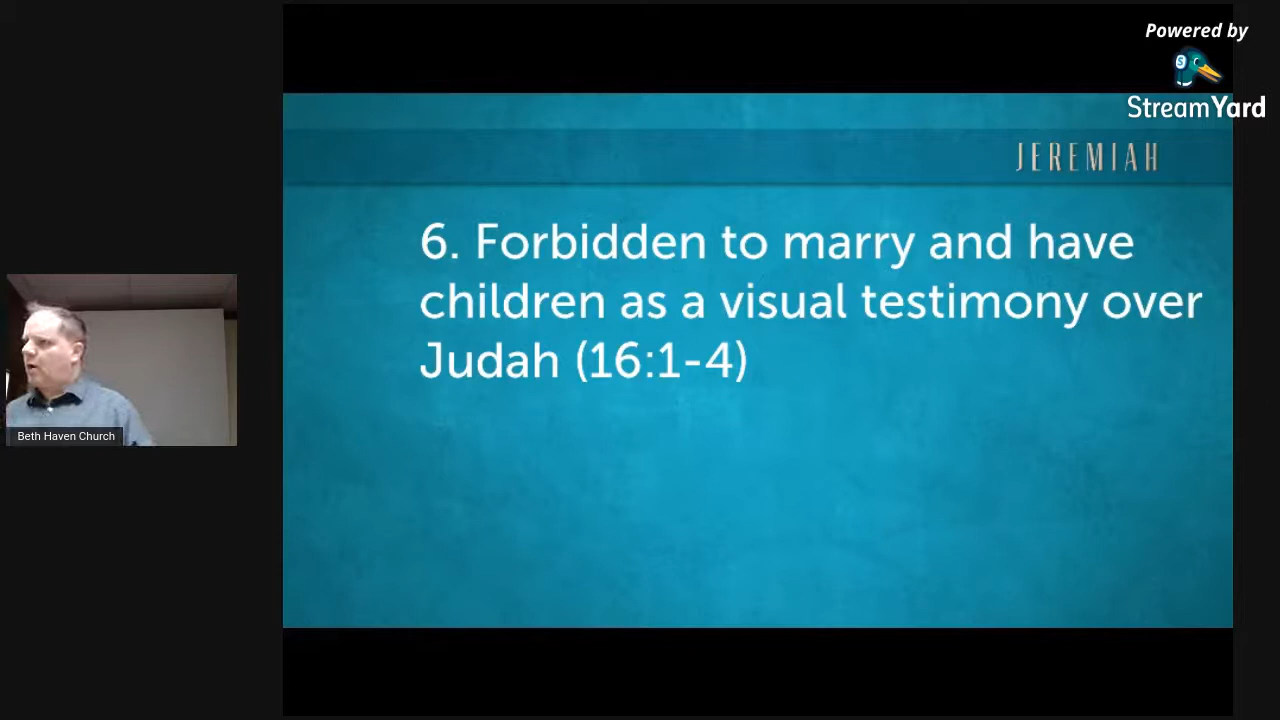 Powered by
StreamYard
JEREMIAH
6. Forbidden to marry and have
children as a visual testimony over
Judah (16:1-4)
Beth Haven Church